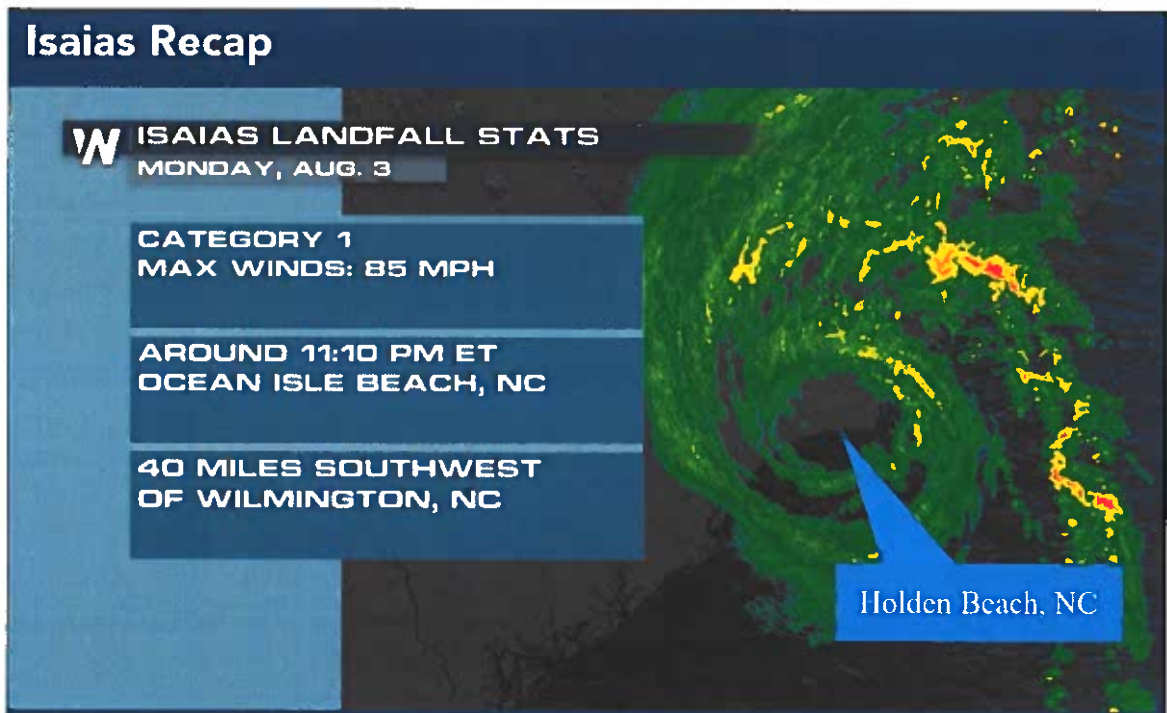 Isaias Recap
W ISAIAS LANDFALL STATS
MONDAY, AUG. 3
CATEGORY 1
MAX WINDS: 85 MPH
AROUND 11:10 PM ET
OCEAN ISLE BEACH, NC
40 MILES SOUTHWEST
OF WILMINGTON, NC
Holden Beach, NC